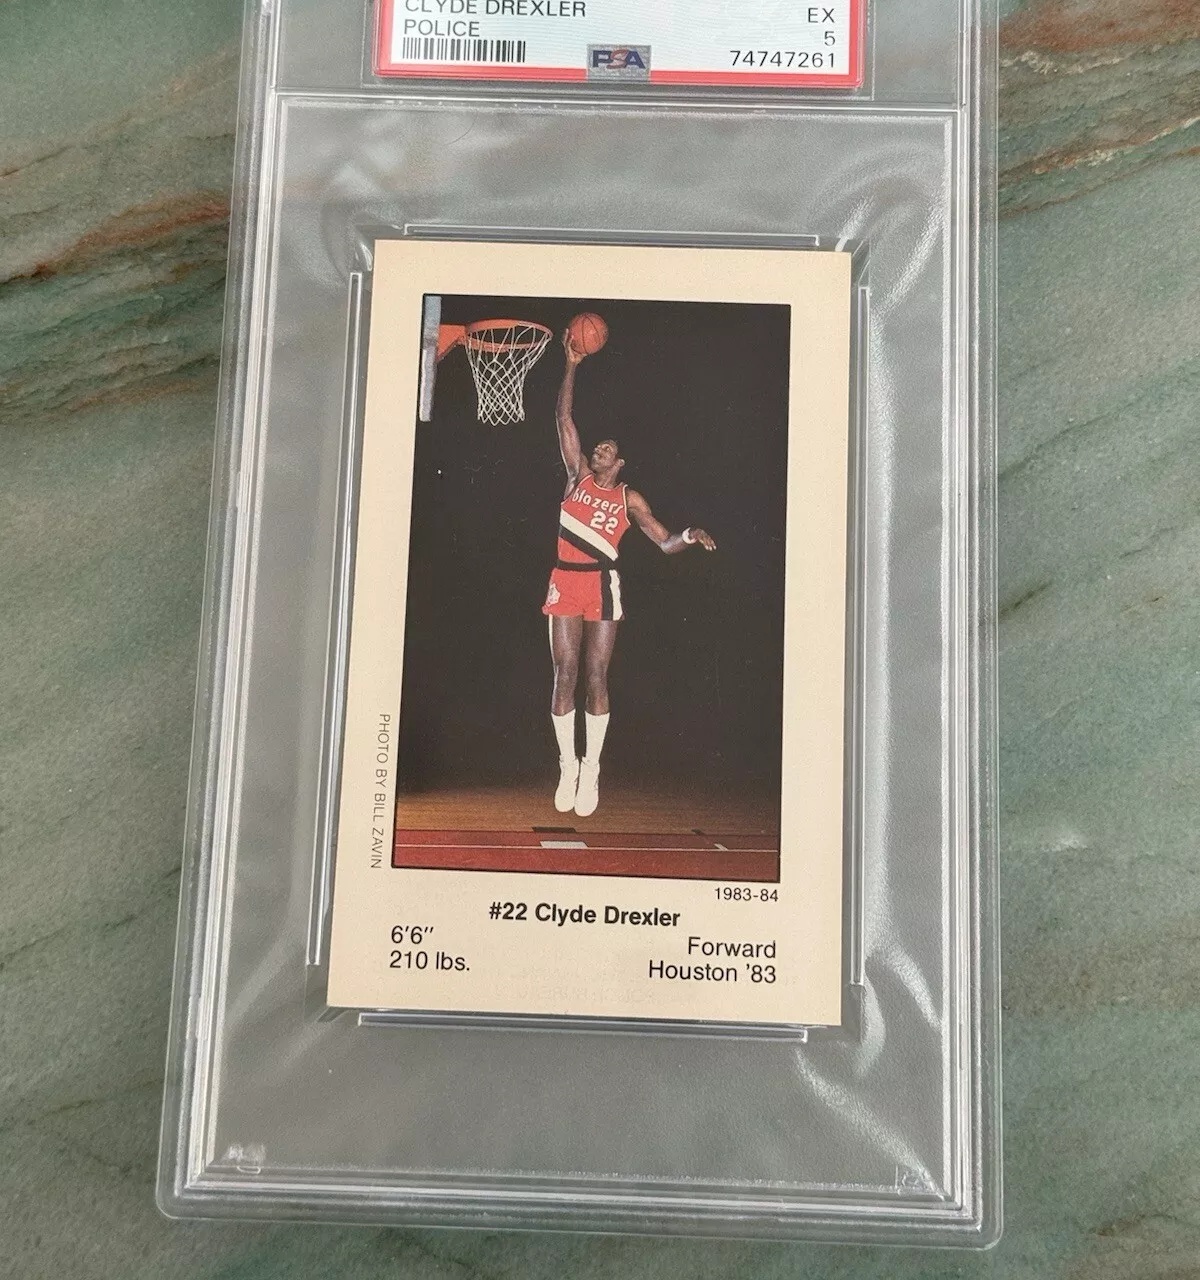 CLYDE DREXLER
EX
POLICE
5
PSA
74747261
blazers
22
PHOTO BY BILL ZAVIN
1983-84
#22 Clyde Drexler
6'6"
210 lbs.
Forward
Houston '83